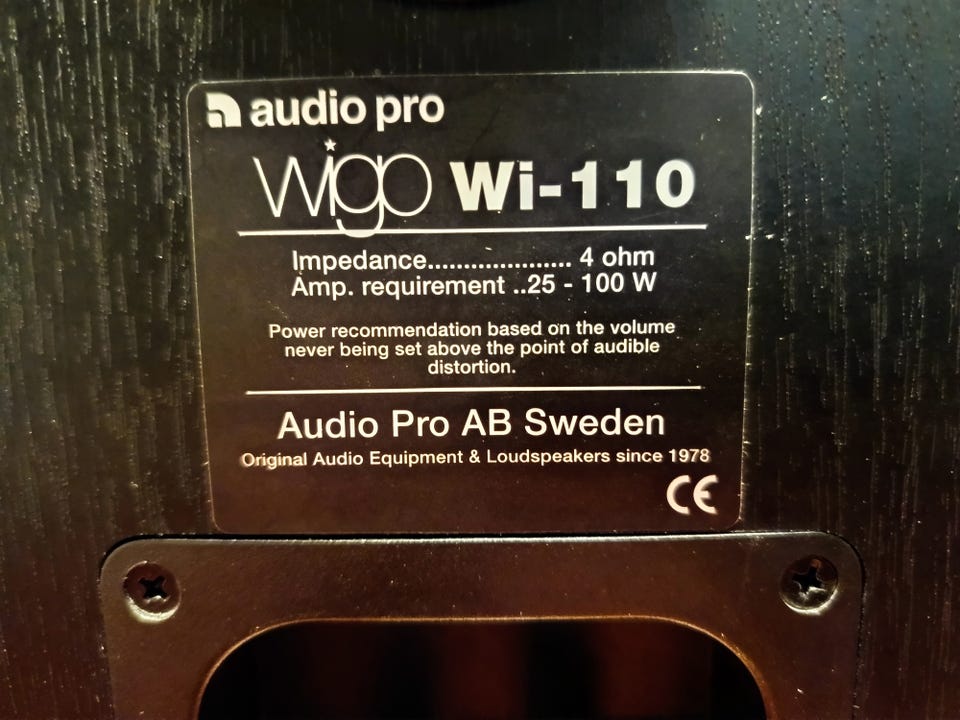 audio pro
wigo Wi-110
Impedance.................... 4 ohm
Amp. requirement ..25 - 100 W
Power recommendation based on the volume
never being set above the point of audible
distortion.
Audio Pro AB Sweden
Original Audio Equipment & Loudspeakers since 1978
CE